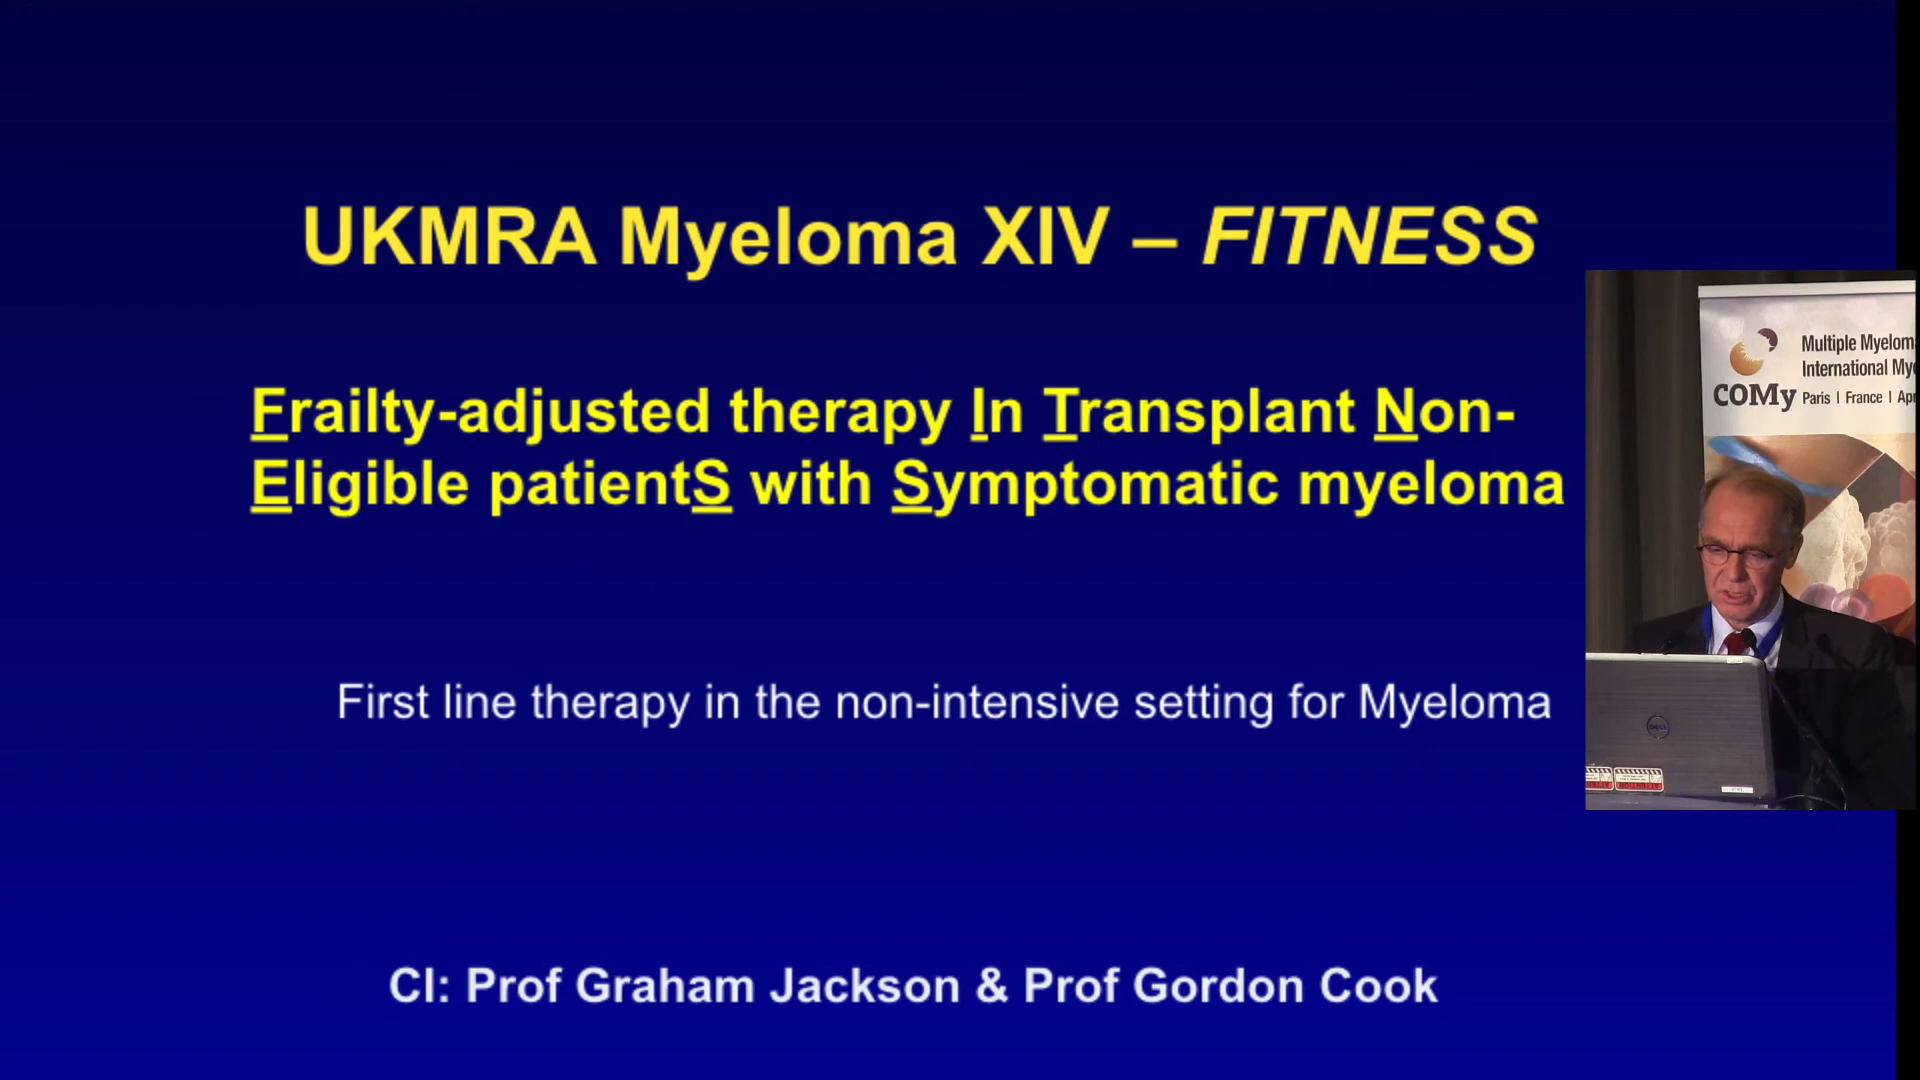 UKMRA Myeloma XIV – FITNESS
Frailty-adjusted therapy In Transplant Non-
Eligible patientS with Symptomatic myeloma
First line therapy in the non-intensive setting for Myeloma
CI: Prof Graham Jackson & Prof Gordon Cook
COMy
Multiple Myelom
International My
Paris | France | Ap
DELL